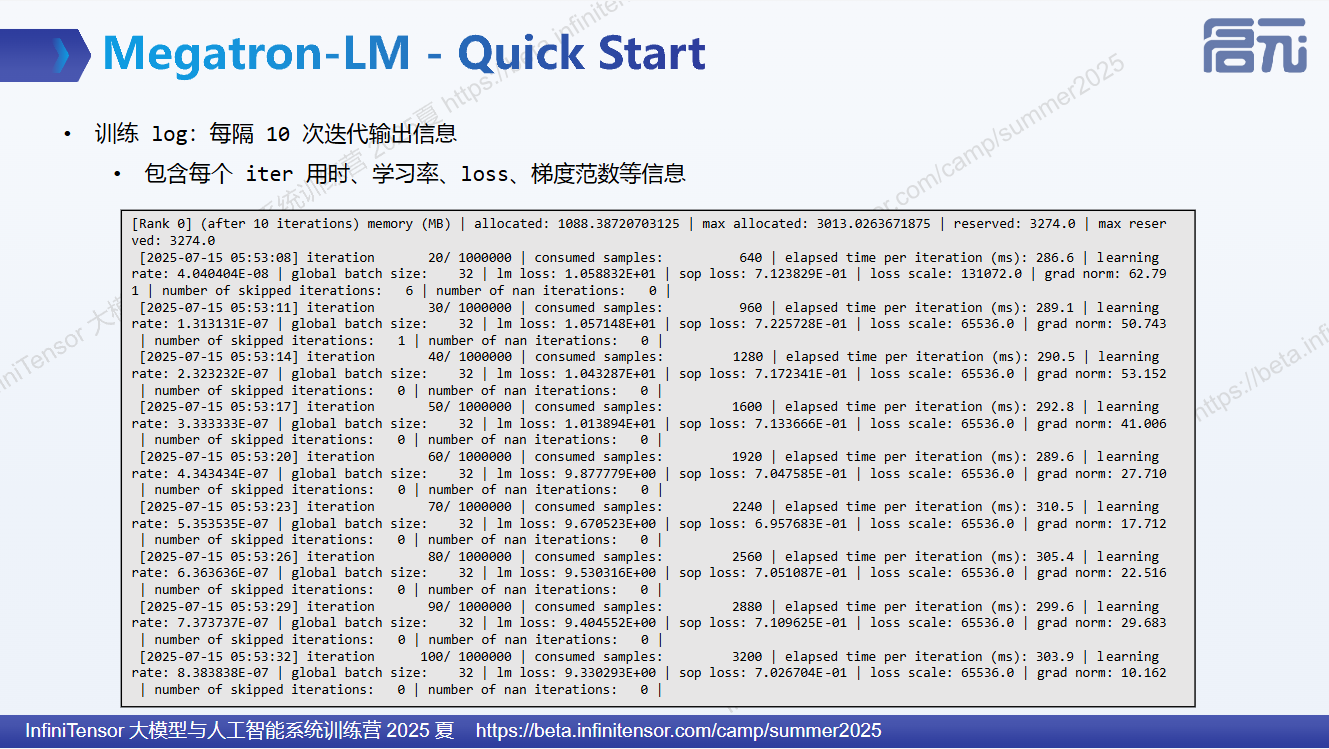 Megatron-LM - Quick Start
启元
• 训练 log：每隔 10 次迭代输出信息
• 包含每个 iter 用时、学习率、loss、梯度范数等信息
[Rank 0] (after 10 iterations) memory (MB) | allocated: 1088.38720703125 | max allocated: 3013.0263671875 | reserved: 3274.0 | max reser
ved: 3274.0
[2025-07-15 05:53:08] iteration 20/ 1000000 | consumed samples: 640 | elapsed time per iteration (ms): 286.6 | learning
rate: 4.040404E-08 | global batch size: 32 | lm loss: 1.058832E+01 | sop loss: 7.123829E-01 | loss scale: 131072.0 | grad norm: 62.79
1 | number of skipped iterations: 6 | number of nan iterations: 0 |
[2025-07-15 05:53:11] iteration 30/ 1000000 | consumed samples: 960 | elapsed time per iteration (ms): 289.1 | learning
rate: 1.313131E-07 | global batch size: 32 | lm loss: 1.057148E+01 | sop loss: 7.225728E-01 | loss scale: 65536.0 | grad norm: 50.743
| number of skipped iterations: 1 | number of nan iterations: 0 |
[2025-07-15 05:53:14] iteration 40/ 1000000 | consumed samples: 1280 | elapsed time per iteration (ms): 290.5 | learning
rate: 2.323232E-07 | global batch size: 32 | lm loss: 1.043287E+01 | sop loss: 7.172341E-01 | loss scale: 65536.0 | grad norm: 53.152
| number of skipped iterations: 0 | number of nan iterations: 0 |
[2025-07-15 05:53:17] iteration 50/ 1000000 | consumed samples: 1600 | elapsed time per iteration (ms): 292.8 | learning
rate: 3.333333E-07 | global batch size: 32 | lm loss: 1.013894E+01 | sop loss: 7.133666E-01 | loss scale: 65536.0 | grad norm: 41.006
| number of skipped iterations: 0 | number of nan iterations: 0 |
[2025-07-15 05:53:20] iteration 60/ 1000000 | consumed samples: 1920 | elapsed time per iteration (ms): 289.6 | learning
rate: 4.343434E-07 | global batch size: 32 | lm loss: 9.877779E+00 | sop loss: 7.047585E-01 | loss scale: 65536.0 | grad norm: 27.710
| number of skipped iterations: 0 | number of nan iterations: 0 |
[2025-07-15 05:53:23] iteration 70/ 1000000 | consumed samples: 2240 | elapsed time per iteration (ms): 310.5 | learning
rate: 5.353535E-07 | global batch size: 32 | lm loss: 9.670523E+00 | sop loss: 6.957683E-01 | loss scale: 65536.0 | grad norm: 17.712
| number of skipped iterations: 0 | number of nan iterations: 0 |
[2025-07-15 05:53:26] iteration 80/ 1000000 | consumed samples: 2560 | elapsed time per iteration (ms): 305.4 | learning
rate: 6.363636E-07 | global batch size: 32 | lm loss: 9.530316E+00 | sop loss: 7.051087E-01 | loss scale: 65536.0 | grad norm: 22.516
| number of skipped iterations: 0 | number of nan iterations: 0 |
[2025-07-15 05:53:29] iteration 90/ 1000000 | consumed samples: 2880 | elapsed time per iteration (ms): 299.6 | learning
rate: 7.373737E-07 | global batch size: 32 | lm loss: 9.404552E+00 | sop loss: 7.109625E-01 | loss scale: 65536.0 | grad norm: 29.683
| number of skipped iterations: 0 | number of nan iterations: 0 |
[2025-07-15 05:53:32] iteration 100/ 1000000 | consumed samples: 3200 | elapsed time per iteration (ms): 303.9 | learning
rate: 8.383838E-07 | global batch size: 32 | lm loss: 9.330293E+00 | sop loss: 7.026704E-01 | loss scale: 65536.0 | grad norm: 10.162
| number of skipped iterations: 0 | number of nan iterations: 0 |
InfiniTensor 大模型与人工智能系统训练营 2025 夏 https://beta.infinitensor.com/camp/summer2025